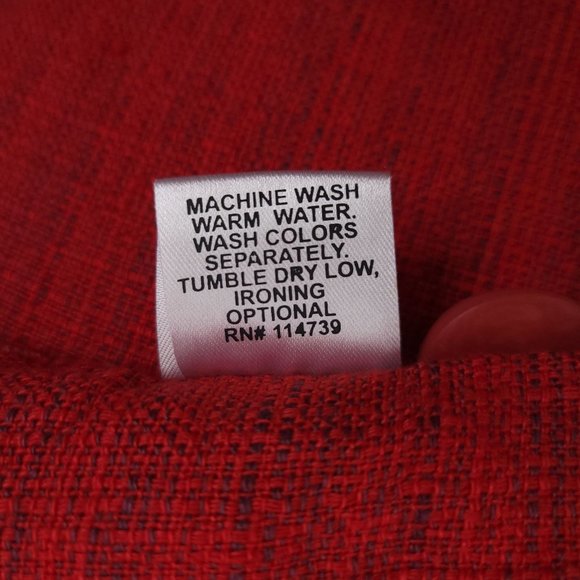 MACHINE WASH
WARM WATER.
WASH COLORS
SEPARATELY.
TUMBLE DRY LOW,
IRONING
OPTIONAL
RN# 114739